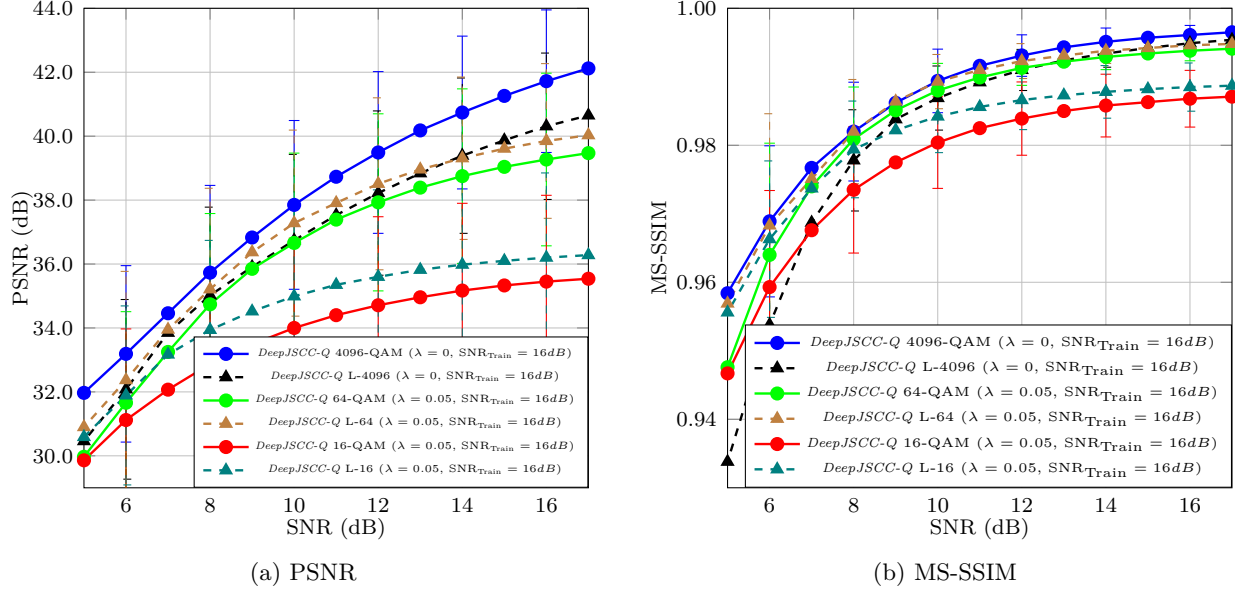 44.0
42.0
40.0
38.0
36.0
34.0
32.0
30.0
PSNR (dB)
DeepJSCC-Q 4096-QAM (λ = 0, SNR_Train = 16dB)
DeepJSCC-Q L-4096 (λ = 0, SNR_Train = 16dB)
DeepJSCC-Q 64-QAM (λ = 0.05, SNR_Train = 16dB)
DeepJSCC-Q L-64 (λ = 0.05, SNR_Train = 16dB)
DeepJSCC-Q 16-QAM (λ = 0.05, SNR_Train = 16dB)
DeepJSCC-Q L-16 (λ = 0.05, SNR_Train = 16dB)
6 8 10 12 14 16
SNR (dB)
(a) PSNR
1.00
0.98
0.96
0.94
MS-SSIM
DeepJSCC-Q 4096-QAM (λ = 0, SNR_Train = 16dB)
DeepJSCC-Q L-4096 (λ = 0, SNR_Train = 16dB)
DeepJSCC-Q 64-QAM (λ = 0.05, SNR_Train = 16dB)
DeepJSCC-Q L-64 (λ = 0.05, SNR_Train = 16dB)
DeepJSCC-Q 16-QAM (λ = 0.05, SNR_Train = 16dB)
DeepJSCC-Q L-16 (λ = 0.05, SNR_Train = 16dB)
6 8 10 12 14 16
SNR (dB)
(b) MS-SSIM